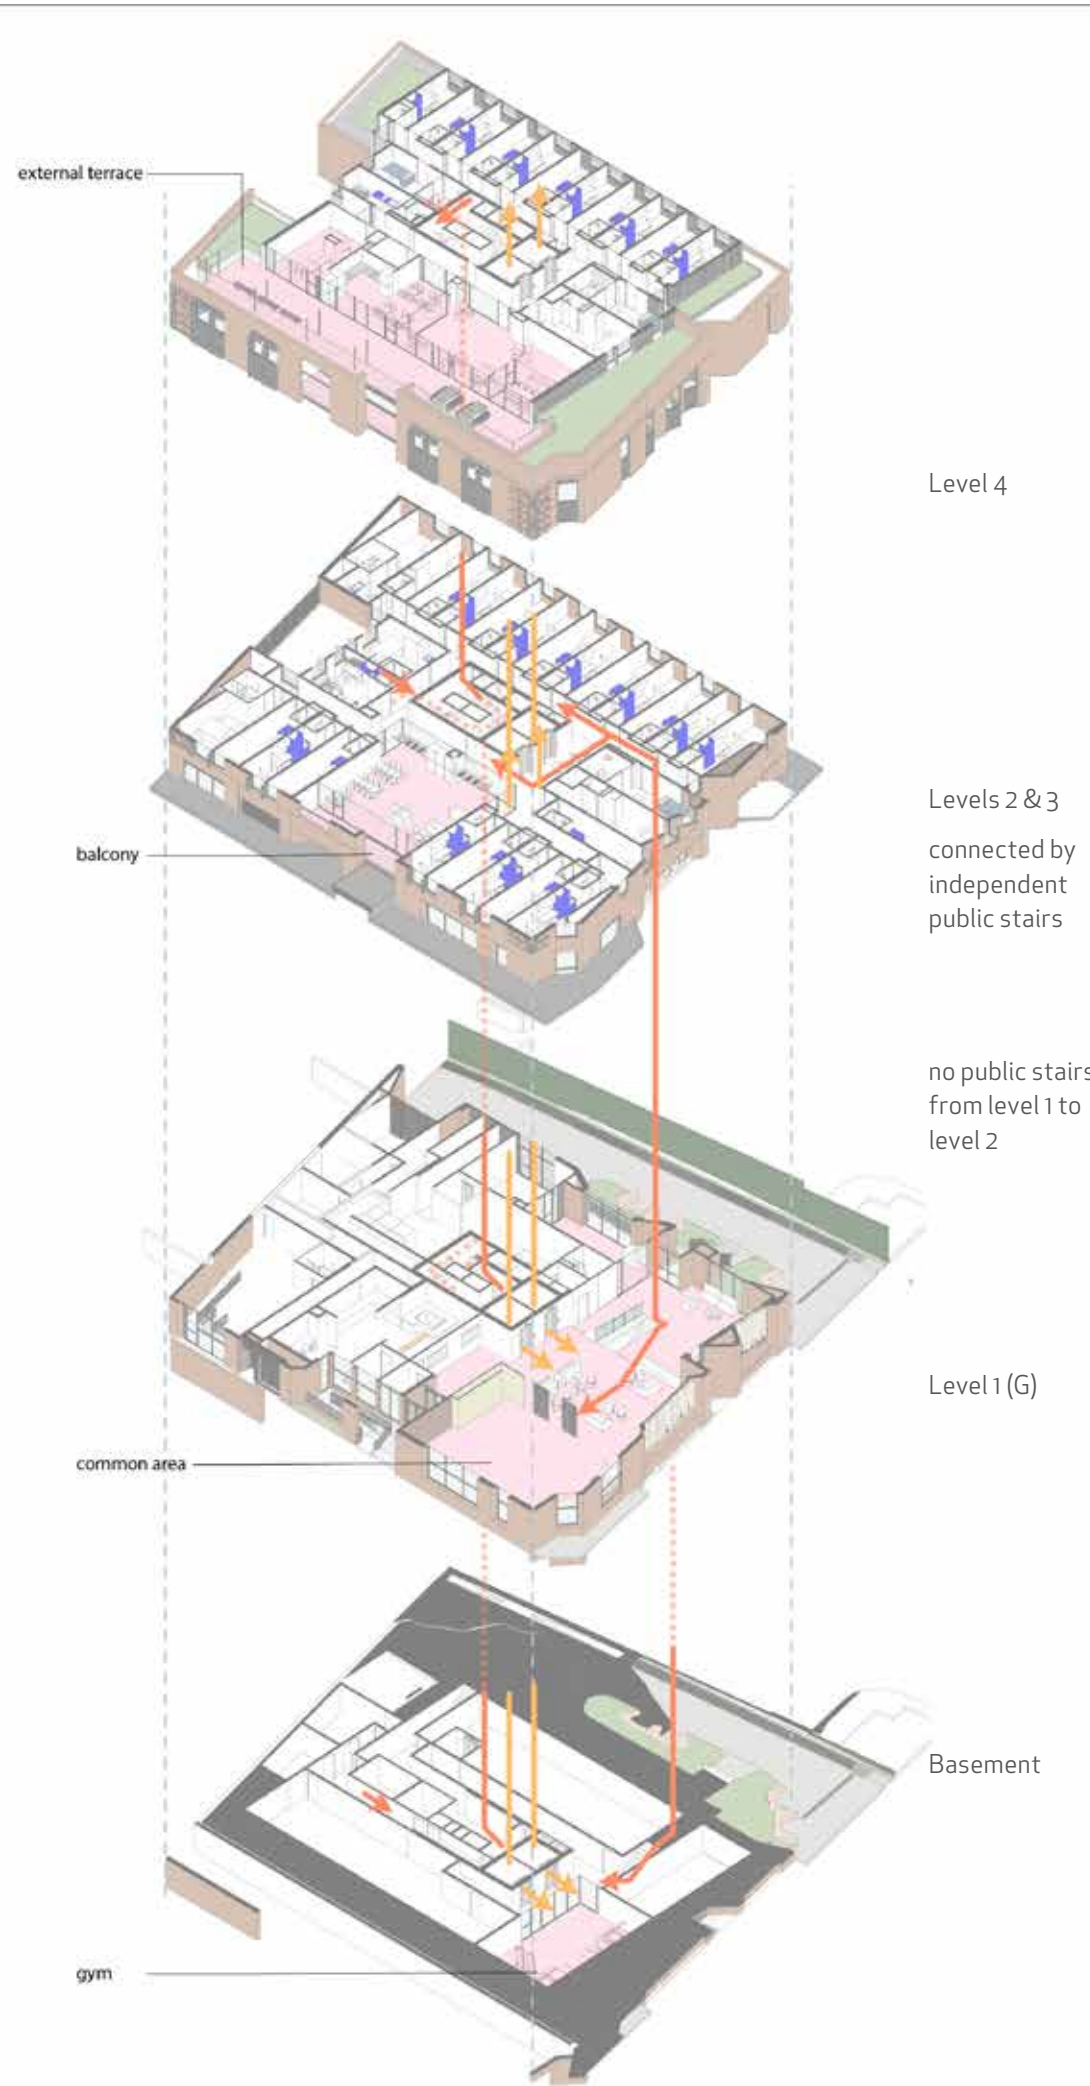 external terrace
Level 4
Levels 2 & 3
balcony
connected by
independent
public stairs
no public stairs
from level 1 to
level 2
Level 1 (G)
common area
Basement
gym